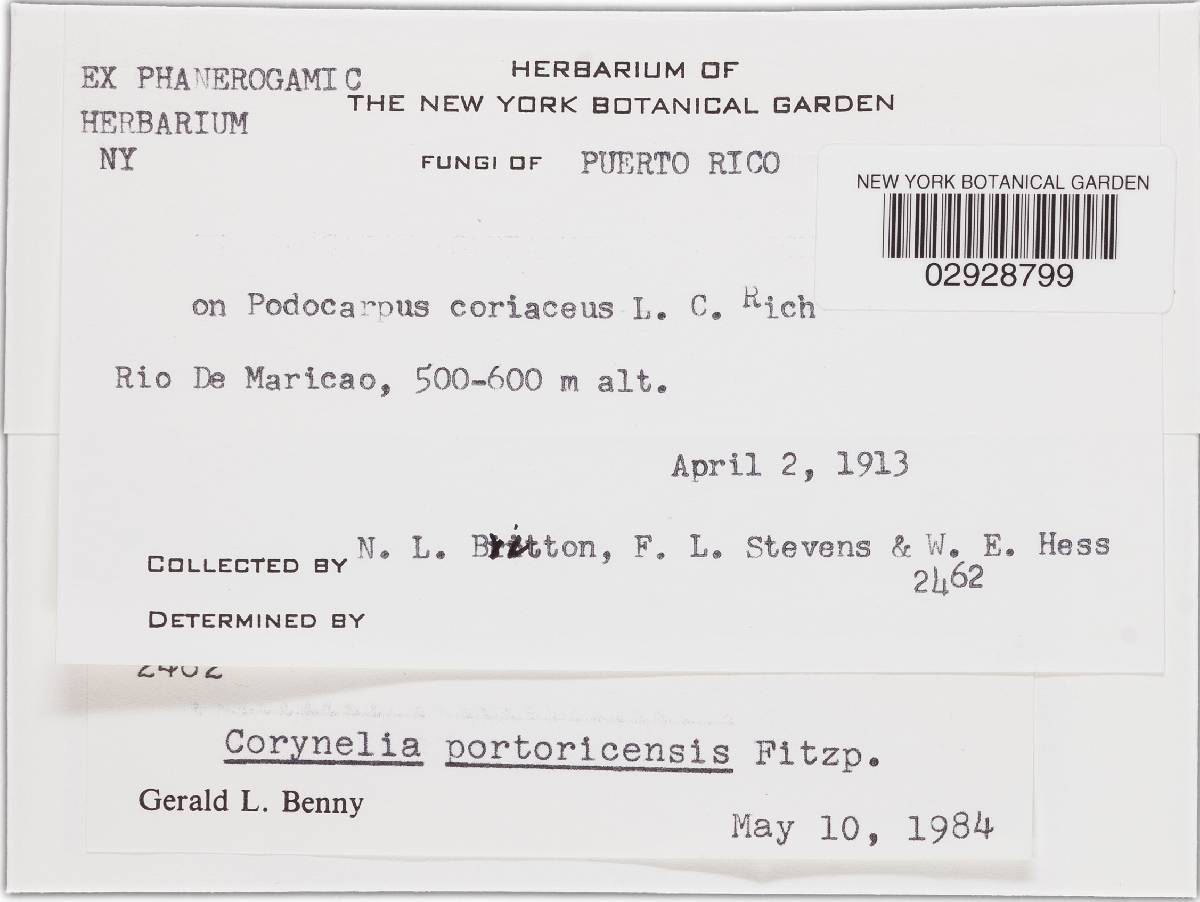 EX PHANEROGAMIC
HERBARIUM
NY
HERBARIUM OF
THE NEW YORK BOTANICAL GARDEN
FUNGI OF PUERTO RICO
NEW YORK BOTANICAL GARDEN
02928799
on Podocarpus coriaceus L. C. Rich
Rio De Maricao, 500-600 m alt.
April 2, 1913
COLLECTED BY N. L. Britton, F. L. Stevens & W. E. Hess
2462
DETERMINED BY
2462
Corynelia portoricensis Fitzp.
Gerald L. Benny
May 10, 1984